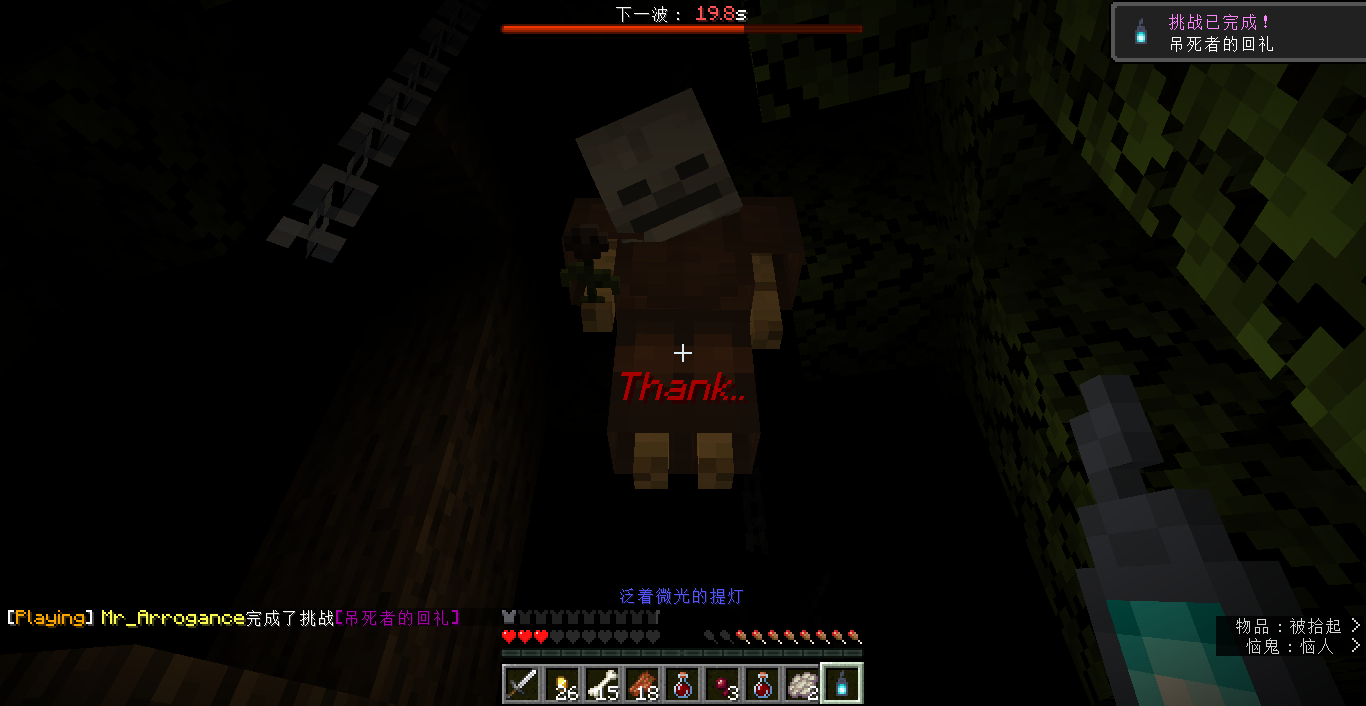 下一波： 19.8s
挑战已完成！
吊死者的回礼
Thank..
泛着微光的提灯
[Playing] Mr_Arrogance完成了挑战[吊死者的回礼]
物品：被拾起 >
恼鬼：恼人 >
26 15 18 3 2